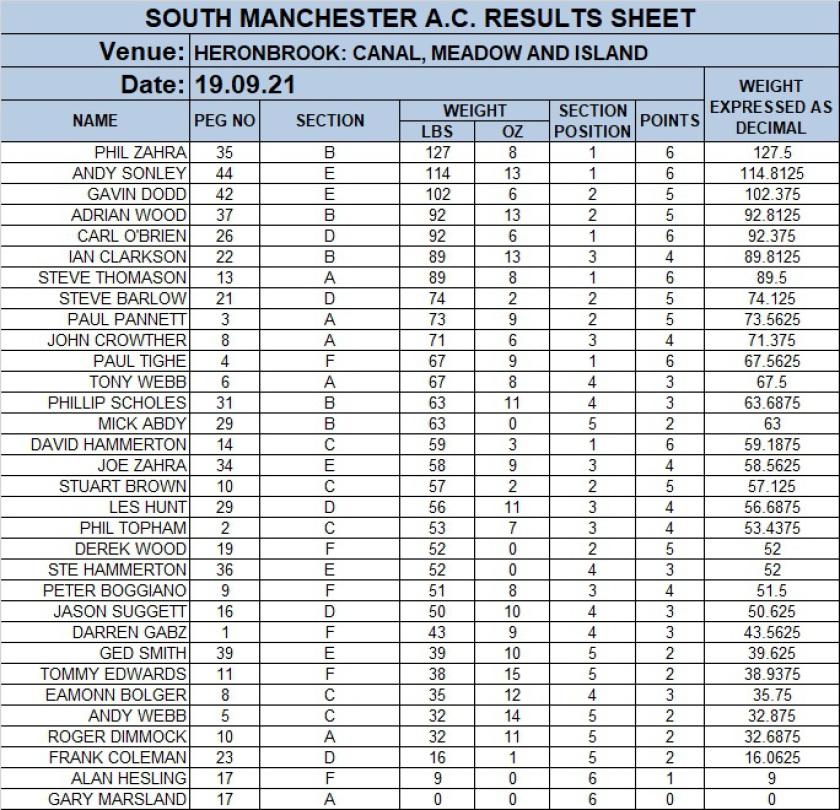 SOUTH MANCHESTER A.C. RESULTS SHEET
Venue: HERONBROOK: CANAL, MEADOW AND ISLAND
Date: 19.09.21
NAME PEG NO SECTION WEIGHT LBS OZ SECTION POSITION POINTS WEIGHT EXPRESSED AS DECIMAL
PHIL ZAHRA 35 B 127 8 1 6 127.5
ANDY SONLEY 44 E 114 13 1 6 114.8125
GAVIN DODD 42 E 102 6 2 5 102.375
ADRIAN WOOD 37 B 92 13 2 5 92.8125
CARL O'BRIEN 26 D 92 6 1 6 92.375
IAN CLARKSON 22 B 89 13 3 4 89.8125
STEVE THOMASON 13 A 89 8 1 6 89.5
STEVE BARLOW 21 D 74 2 2 5 74.125
PAUL PANNETT 3 A 73 9 2 5 73.5625
JOHN CROWTHER 8 A 71 6 3 4 71.375
PAUL TIGHE 4 F 67 9 1 6 67.5625
TONY WEBB 6 A 67 8 4 3 67.5
PHILLIP SCHOLES 31 B 63 11 4 3 63.6875
MICK ABDY 29 B 63 0 5 2 63
DAVID HAMMERTON 14 C 59 3 1 6 59.1875
JOE ZAHRA 34 E 58 9 3 4 58.5625
STUART BROWN 10 C 57 2 2 5 57.125
LES HUNT 29 D 56 11 3 4 56.6875
PHIL TOPHAM 2 C 53 7 3 4 53.4375
DEREK WOOD 19 F 52 0 2 5 52
STE HAMMERTON 36 E 52 0 4 3 52
PETER BOGGIANO 9 F 51 8 3 4 51.5
JASON SUGGETT 16 D 50 10 4 3 50.625
DARREN GABZ 1 F 43 9 4 3 43.5625
GED SMITH 39 E 39 10 5 2 39.625
TOMMY EDWARDS 11 F 38 15 5 2 38.9375
EAMONN BOLGER 8 C 35 12 4 3 35.75
ANDY WEBB 5 C 32 14 5 2 32.875
ROGER DIMMOCK 10 A 32 11 5 2 32.6875
FRANK COLEMAN 23 D 16 1 5 2 16.0625
ALAN HESLING 17 F 9 0 6 1 9
GARY MARSLAND 17 A 0 0 6 0 0